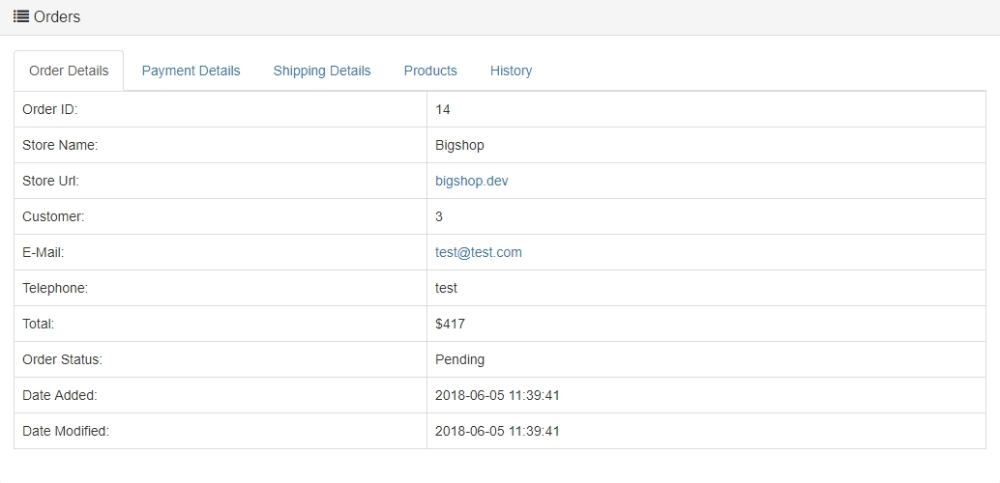 Orders
Order Details Payment Details Shipping Details Products History
Order ID: 14
Store Name: Bigshop
Store Url: bigshop.dev
Customer: 3
E-Mail: test@test.com
Telephone: test
Total: $417
Order Status: Pending
Date Added: 2018-06-05 11:39:41
Date Modified: 2018-06-05 11:39:41